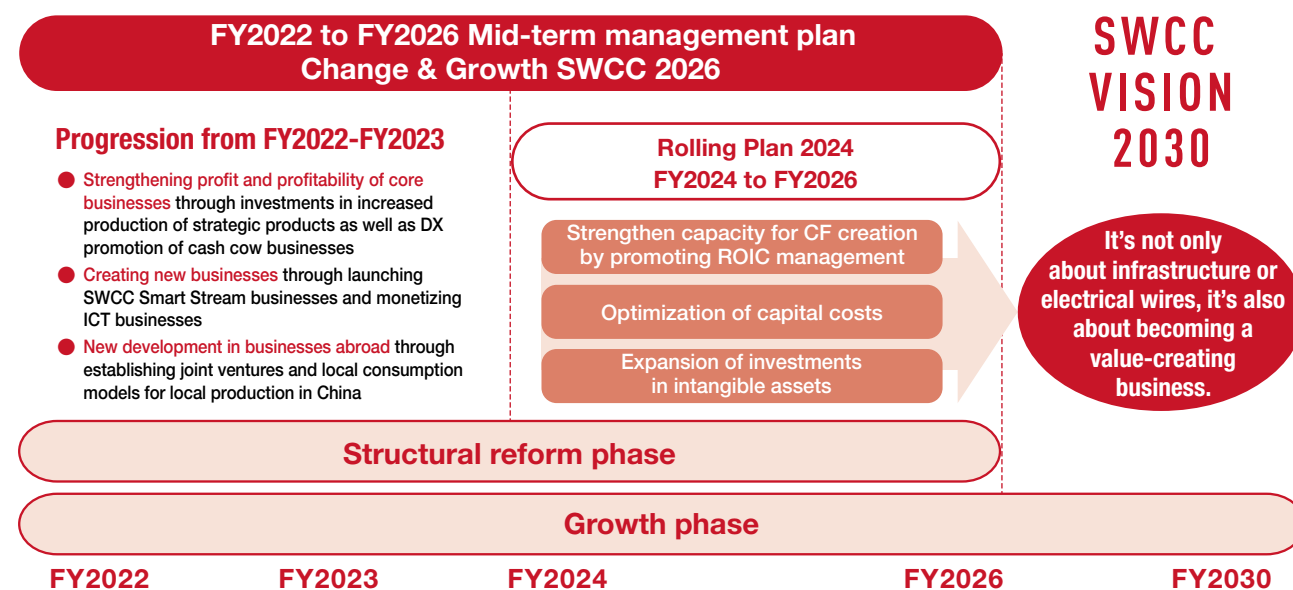 FY2022 to FY2026 Mid-term management plan
Change & Growth SWCC 2026
SWCC
VISION
2030
Progression from FY2022-FY2023
Strengthening profit and profitability of core
businesses through investments in increased
production of strategic products as well as DX
promotion of cash cow businesses
Creating new businesses through launching
SWCC Smart Stream businesses and monetizing
ICT businesses
New development in businesses abroad through
establishing joint ventures and local consumption
models for local production in China
Rolling Plan 2024
FY2024 to FY2026
Strengthen capacity for CF creation
by promoting ROIC management
Optimization of capital costs
Expansion of investments
in intangible assets
It's not only
about infrastructure or
electrical wires, it's also
about becoming a
value-creating
business.
Structural reform phase
Growth phase
FY2022 FY2023 FY2024 FY2026 FY2030